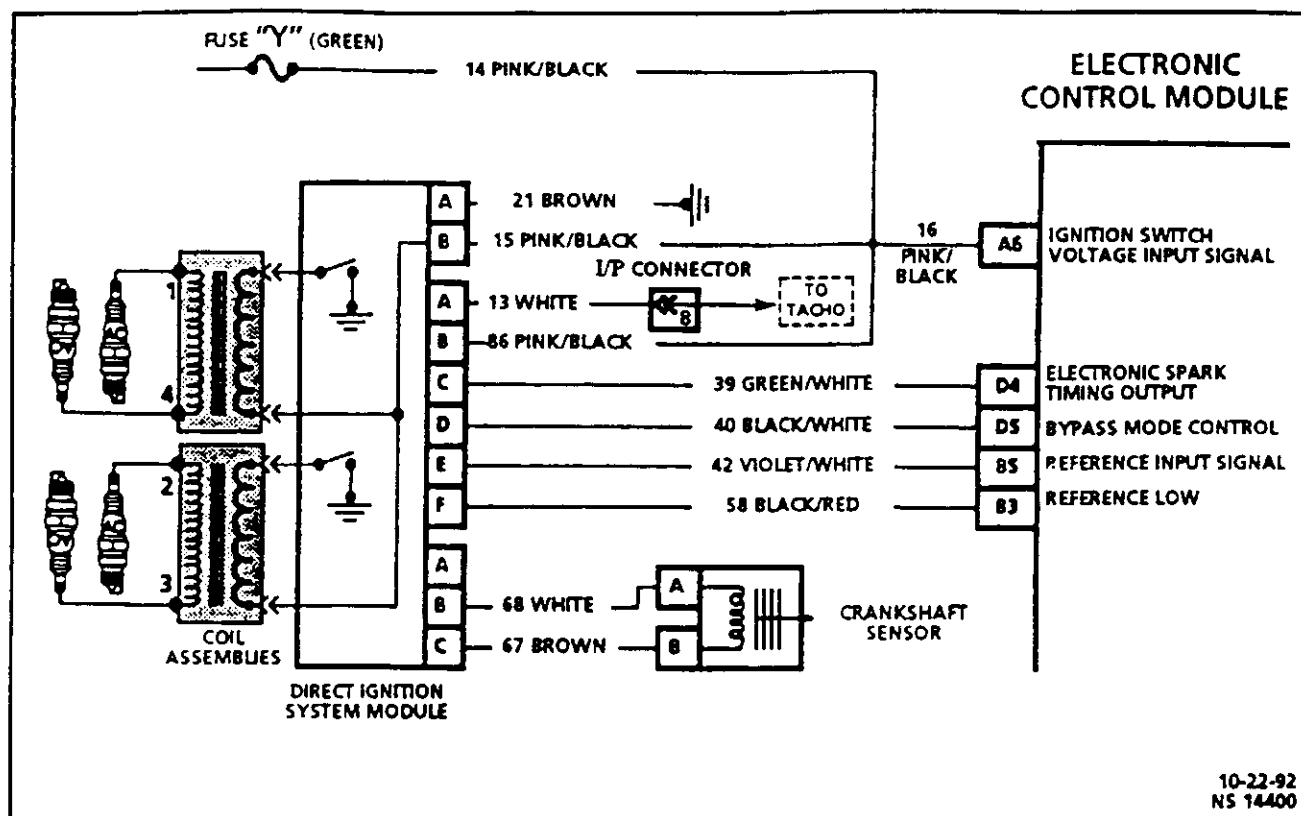 FUSE "Y" (GREEN)
14 PINK/BLACK
ELECTRONIC
CONTROL MODULE
A
21 BROWN
B
15 PINK/BLACK
16
PINK/
BLACK
A6
IGNITION SWITCH
VOLTAGE INPUT SIGNAL
I/P CONNECTOR
A
13 WHITE
8
TO
TACHO
B
86 PINK/BLACK
C
39 GREEN/WHITE
D4
ELECTRONIC SPARK
TIMING OUTPUT
D
40 BLACK/WHITE
D5
BYPASS MODE CONTROL
E
42 VIOLET/WHITE
B5
REFERENCE INPUT SIGNAL
F
58 BLACK/RED
B3
REFERENCE LOW
1
4
2
3
COIL
ASSEMBLIES
A
B
68 WHITE
A
C
67 BROWN
B
CRANKSHAFT
SENSOR
DIRECT IGNITION
SYSTEM MODULE
10-22-92
NS 14400